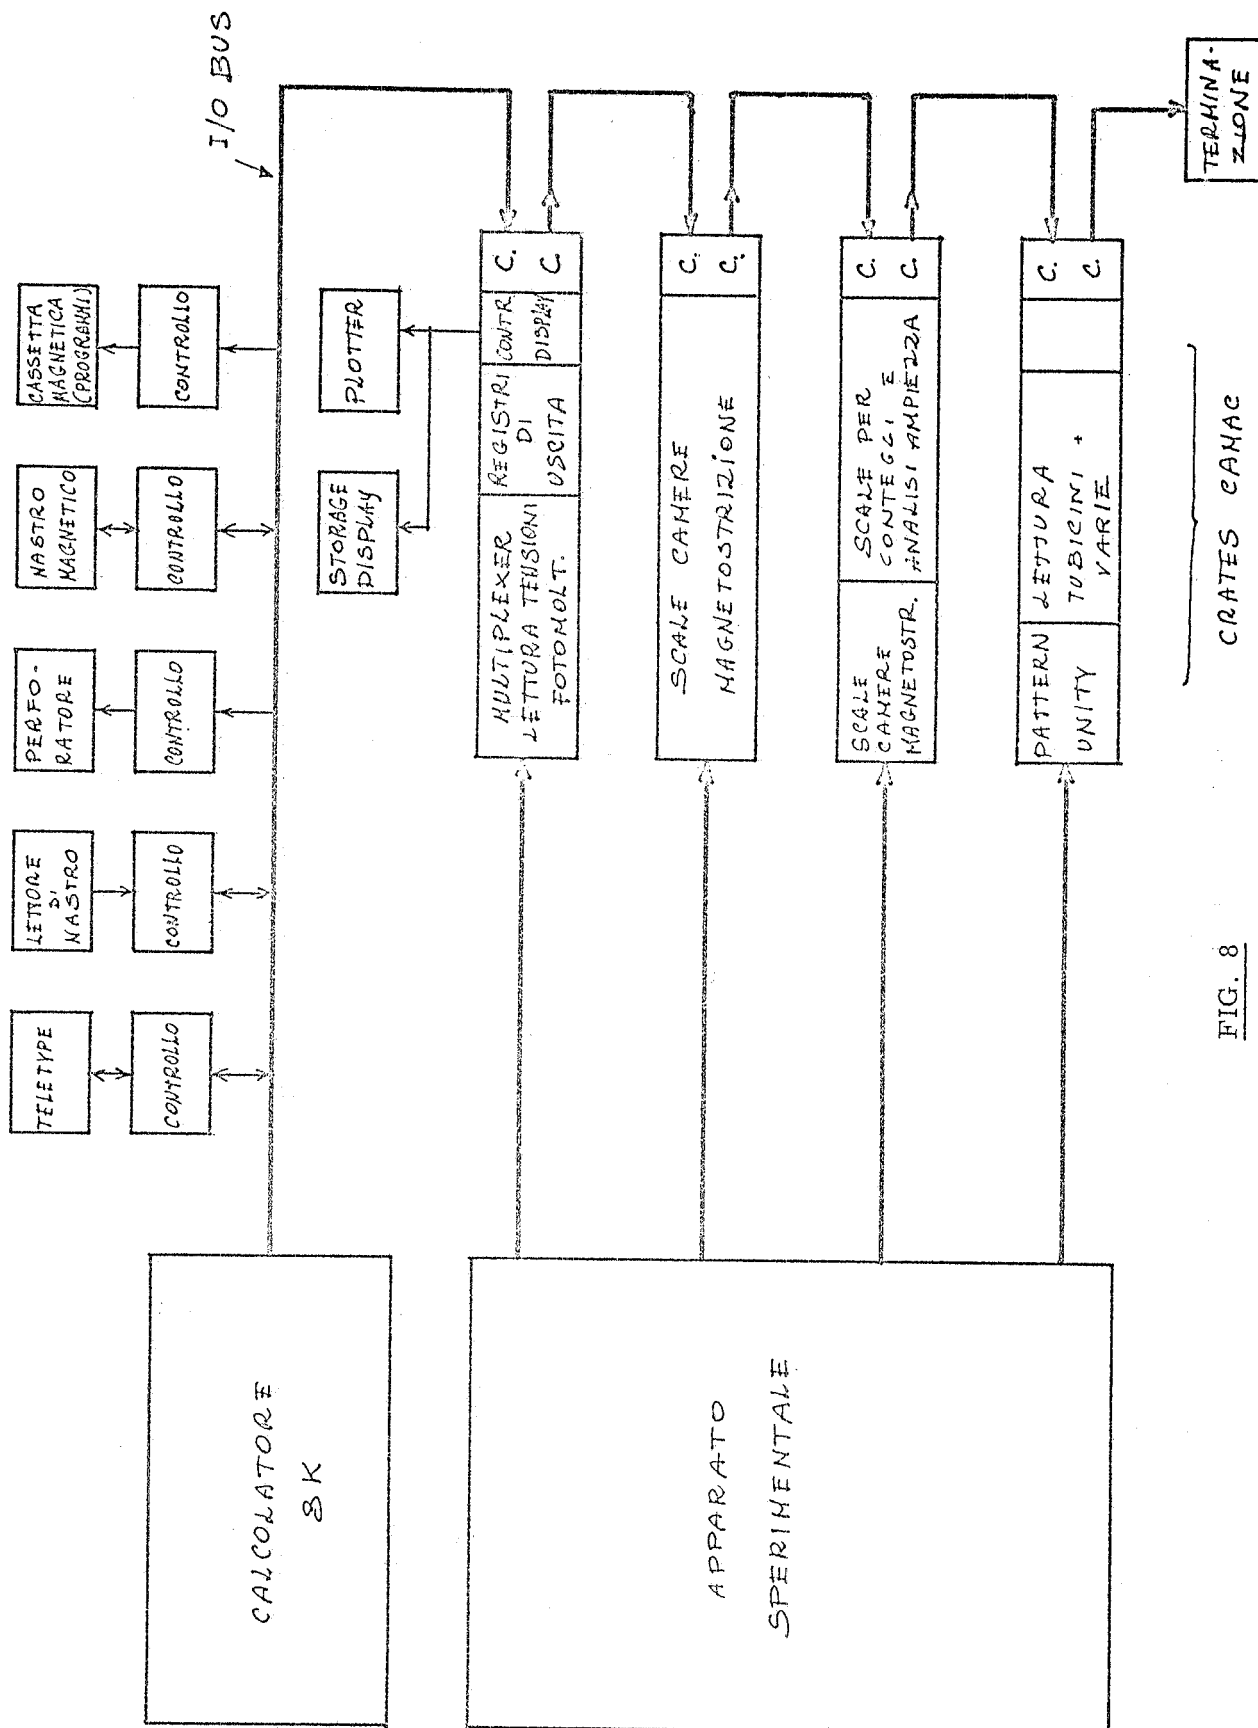 I/O BUS
TELETYPE
CONTROLLO
LETTORE
DI
NASTRO
CONTROLLO
PERFO-
RATORE
CONTROLLO
NASTRO
MAGNETICO
CONTROLLO
CASSETTA
MAGNETICA
(PROGRAMMI)
CONTROLLO
CALCOLATORE
8K
STORAGE
DISPLAY
PLOTTER
MULTIPLEXER
LETTURA TENSIONI
FOTOMOLT.
REGISTRI
DI
USCITA
CONTR.
DISPLAY
C.
C.
SCALE CAMERE
MAGNETOSTRIZIONE
C.
C.
SCALE
CAMERE
MAGNETOSTR.
SCALE PER
CONTEGGI E
ANALISI AMPIEZZA
C.
C.
PATTERN
UNITY
LETTURA
TUBICINI +
VARIE
C.
C.
TERMINA-
ZIONE
APPARATO
SPERIMENTALE
CRATES CAMAC
FIG. 8